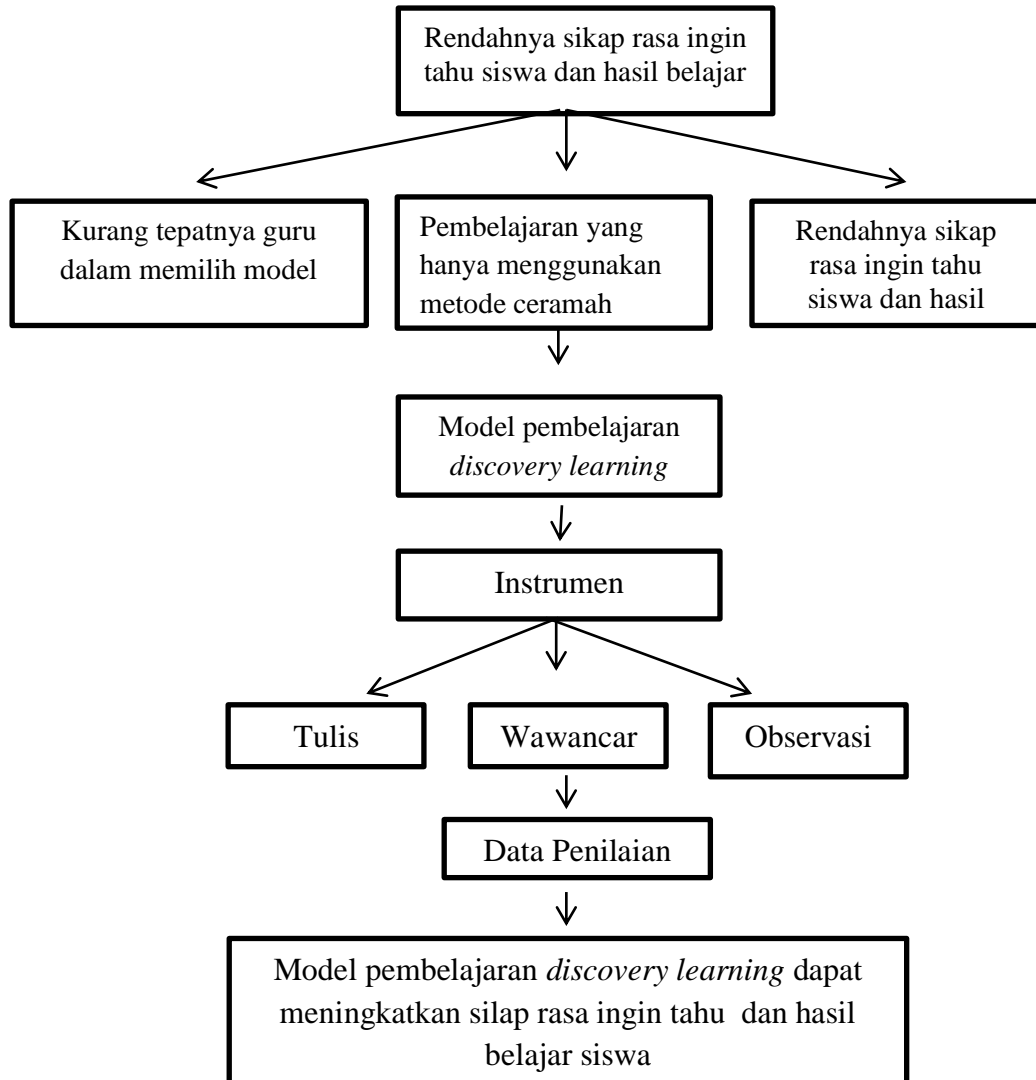 Rendahnya sikap rasa ingin
tahu siswa dan hasil belajar
Kurang tepatnya guru
dalam memilih model
Pembelajaran yang
hanya menggunakan
metode ceramah
Rendahnya sikap
rasa ingin tahu
siswa dan hasil
Model pembelajaran
discovery learning
Instrumen
Tulis
Wawancar
Observasi
Data Penilaian
Model pembelajaran discovery learning dapat
meningkatkan silap rasa ingin tahu dan hasil
belajar siswa